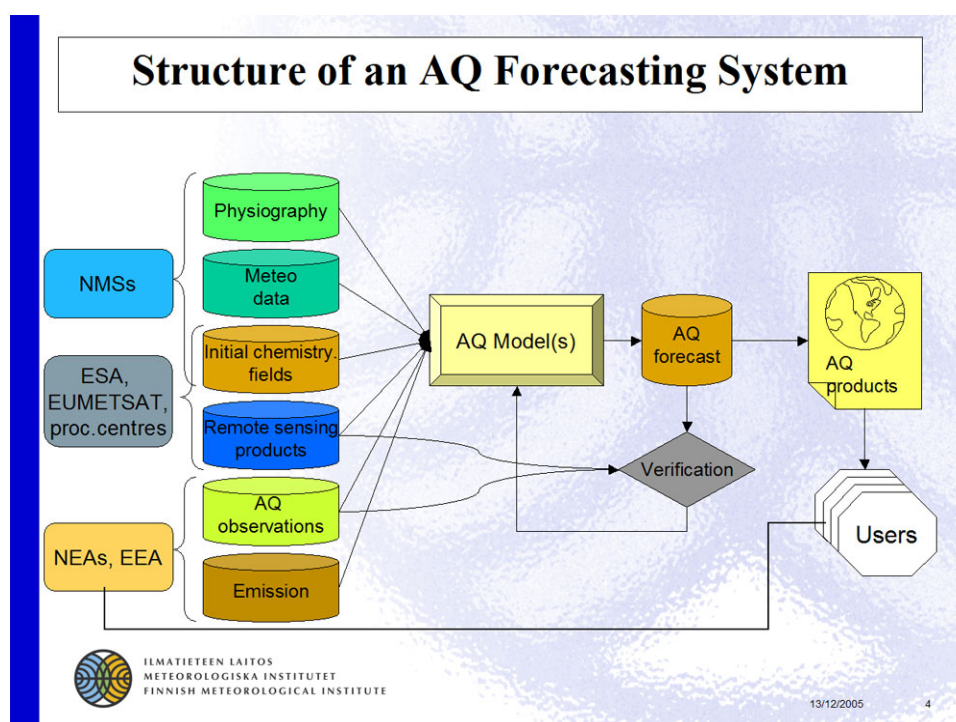 Structure of an AQ Forecasting System
NMSs
ESA,
EUMETSAT,
proc.centres
NEAs, EEA
Physiography
Meteo
data
Initial chemistry.
fields
Remote sensing
products
AQ
observations
Emission
AQ Model(s)
AQ
forecast
Verification
AQ
products
Users
ILMATIETEEN LAITOS
METEOROLOGISKA INSTITUTET
FINNISH METEOROLOGICAL INSTITUTE
13/12/2005
4